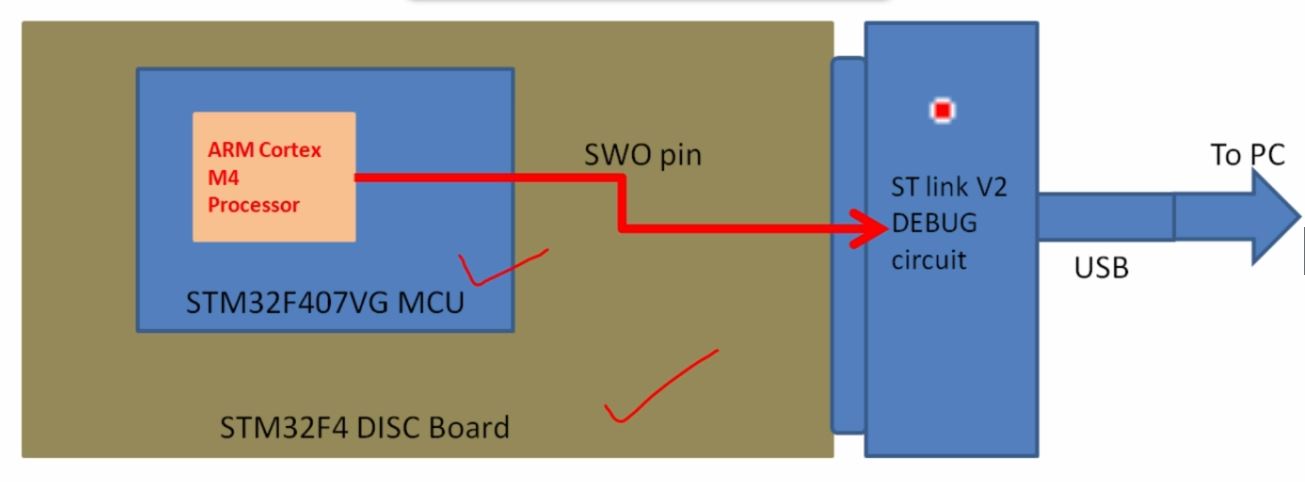 ARM Cortex
M4
Processor
SWO pin
STM32F407VG MCU
STM32F4 DISC Board
ST link V2
DEBUG
circuit
To PC
USB